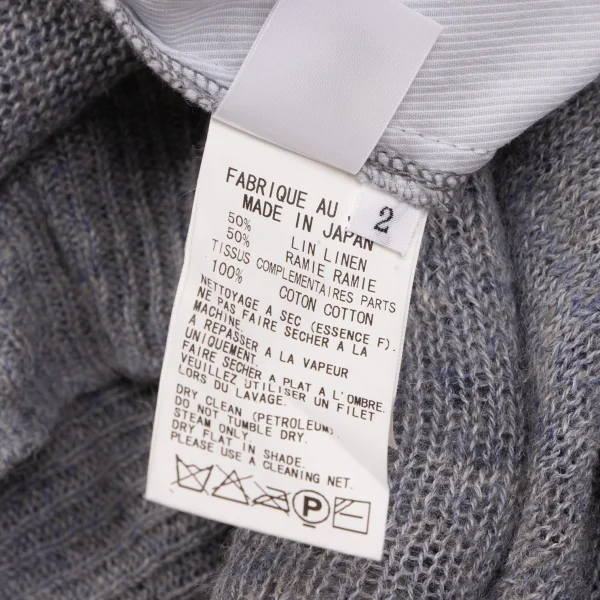 FABRIQUE AU
2
MADE IN JAPAN
50% LIN LINEN
50% RAMIE RAMIE
TISSUS COMPLEMENTAIRES PARTS
100% COTON COTTON
NETTOYAGE A SEC (ESSENCE F).
NE PAS FAIRE SECHER A LA
MACHINE.
A REPASSER A LA VAPEUR
UNIQUEMENT.
FAIRE SECHER A PLAT A L'OMBRE.
VEUILLEZ UTILISER UN FILET
LORS DU LAVAGE.
DRY CLEAN (PETROLEUM).
DO NOT TUMBLE DRY.
STEAM ONLY.
DRY FLAT IN SHADE.
PLEASE USE A CLEANING NET.
P